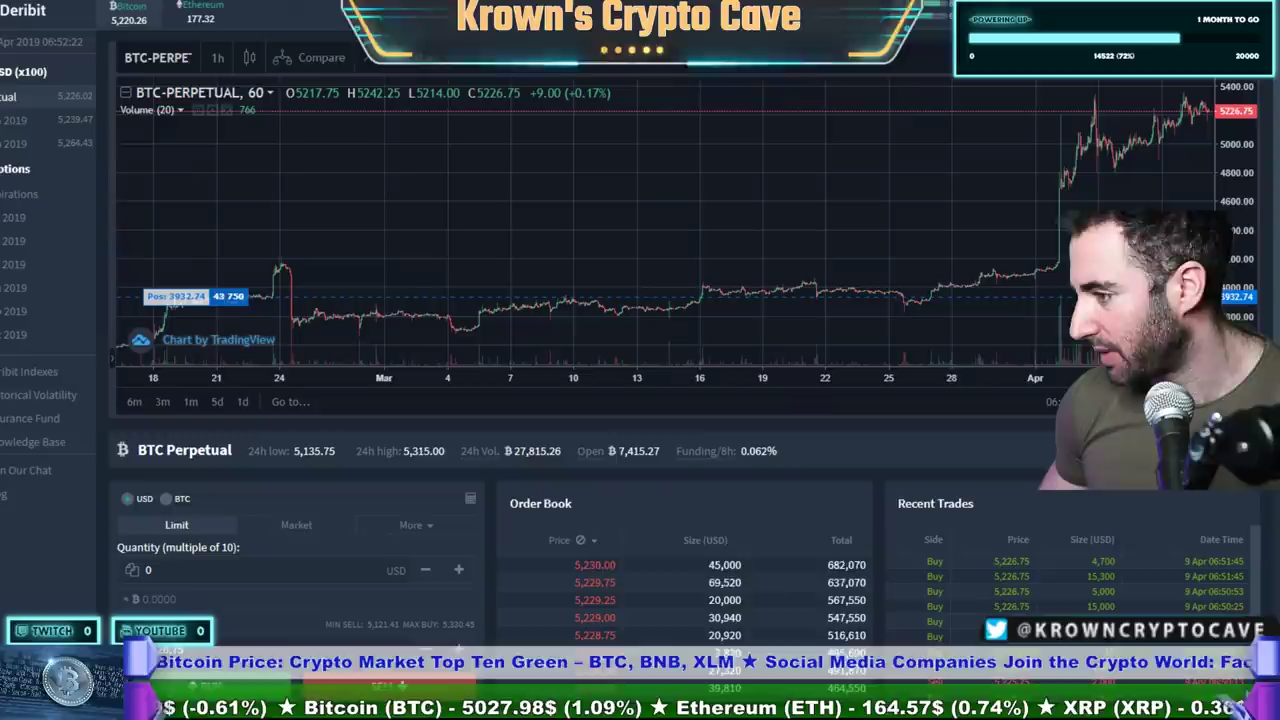 Deribit
Bitcoin
5,220.26
Ethereum
177.32
Krown's Crypto Cave
POWERING UP
1 MONTH TO GO
0
14522 (72%)
20000
Apr 2019 06:52:22
BTC-PERPE
1h
Compare
SD (x100)
BTC-PERPETUAL, 60
O5217.75 H5242.25 L5214.00 C5226.75 +9.00 (+0.17%)
Volume (20)
766
tual 5,226.02
2019 5,239.47
2019 5,264.43
ptions
pirations
2019
2019
2019
2019
2019
2019
5400.00
5226.75
5000.00
4800.00
4600.00
Pos: 3932.74 43 750
3932.74
Chart by TradingView
18 21 24 Mar 4 7 10 13 16 19 22 25 28 Apr
6m 3m 1m 5d 1d Go to...
06:
ribit Indexes
torical Volatility
urance Fund
owledge Base
n Our Chat
BTC Perpetual
24h low: 5,135.75
24h high: 5,315.00
24h Vol. ₿ 27,815.26
Open ₿ 7,415.27
Funding/8h: 0.062%
USD BTC
Limit Market More
Quantity (multiple of 10):
0 USD − +
≈ ₿ 0.0000
MIN SELL: 5,121.41 MAX BUY: 5,330.45
Order Book
Price Size (USD) Total
5,230.00 45,000 682,070
5,229.75 69,520 637,070
5,229.25 20,000 567,550
5,229.00 30,940 547,550
5,228.75 20,920 516,610
39,810 464,550
Recent Trades
Side Price Size (USD) Date Time
Buy 5,226.75 4,700 9 Apr 06:51:45
Buy 5,226.75 15,300 9 Apr 06:51:45
Buy 5,226.75 5,000 9 Apr 06:50:53
Buy 5,226.75 15,000 9 Apr 06:50:25
Buy
Buy
TWITCH 0
YOUTUBE 0
@KROWNCRYPTOCAVE
Bitcoin Price: Crypto Market Top Ten Green – BTC, BNB, XLM ★ Social Media Companies Join the Crypto World: Fac
$ (-0.61%) ★ Bitcoin (BTC) - 5027.98$ (1.09%) ★ Ethereum (ETH) - 164.57$ (0.74%) ★ XRP (XRP) - 0.3